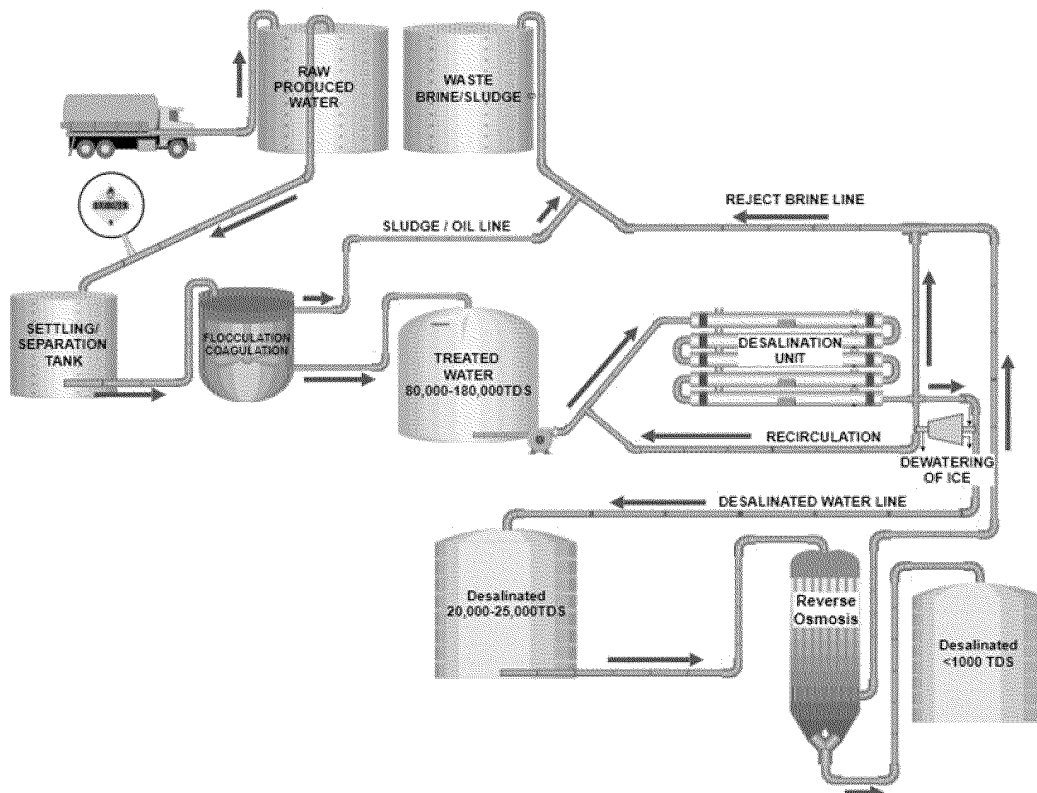 RAW
PRODUCED
WATER
WASTE
BRINE/SLUDGE
REJECT BRINE LINE
SLUDGE / OIL LINE
SETTLING/
SEPARATION
TANK
FLOCCULATION
COAGULATION
TREATED
WATER
80,000-180,000TDS
DESALINATION
UNIT
RECIRCULATION
DEWATERING
OF ICE
DESALINATED WATER LINE
Desalinated
20,000-25,000TDS
Reverse
Osmosis
Desalinated
<1000 TDS